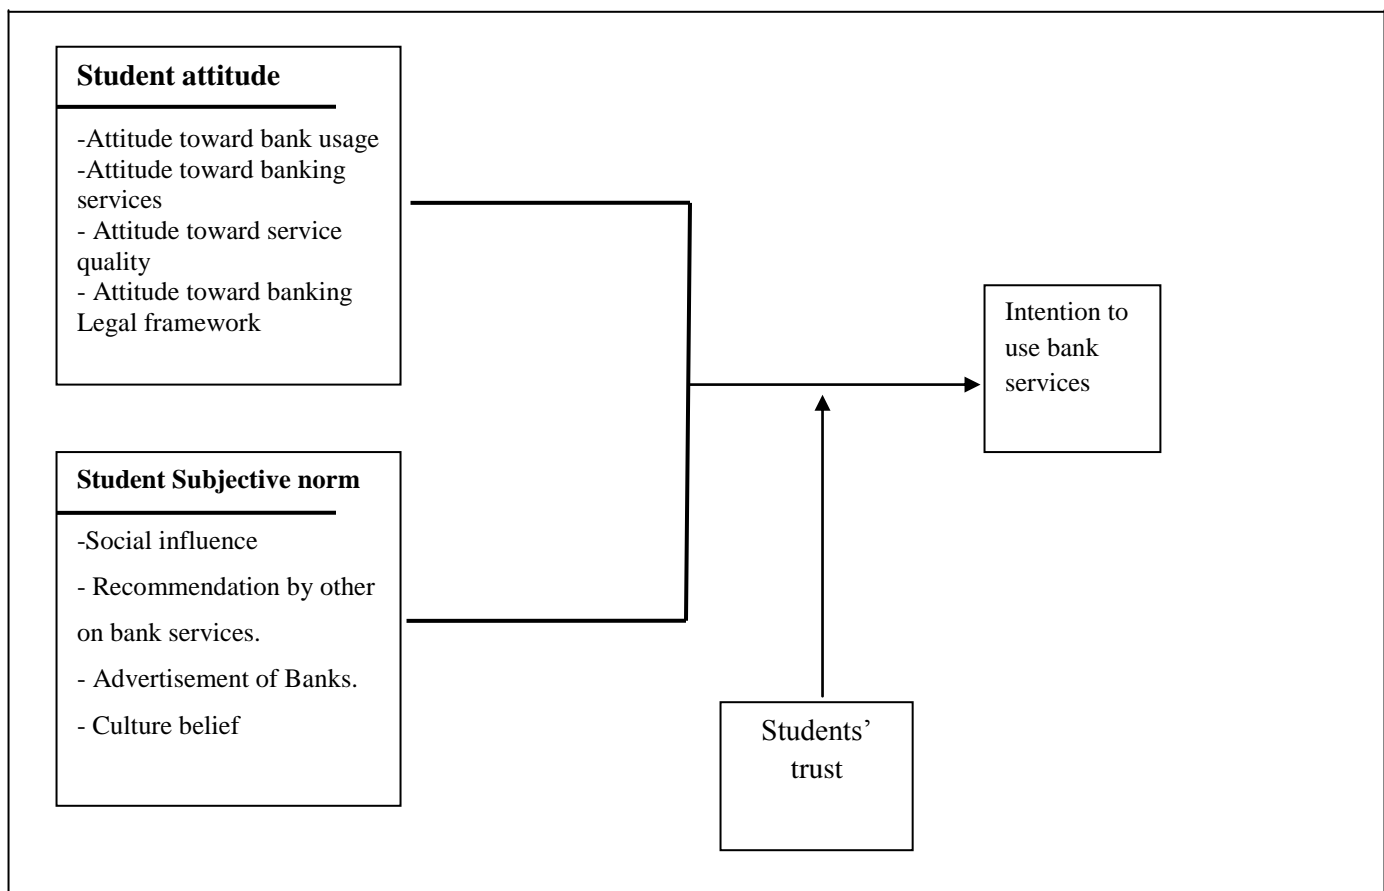 Student attitude
-Attitude toward bank usage
-Attitude toward banking
services
- Attitude toward service
quality
- Attitude toward banking
Legal framework
Student Subjective norm
-Social influence
- Recommendation by other
on bank services.
- Advertisement of Banks.
- Culture belief
Intention to
use bank
services
Students’
trust